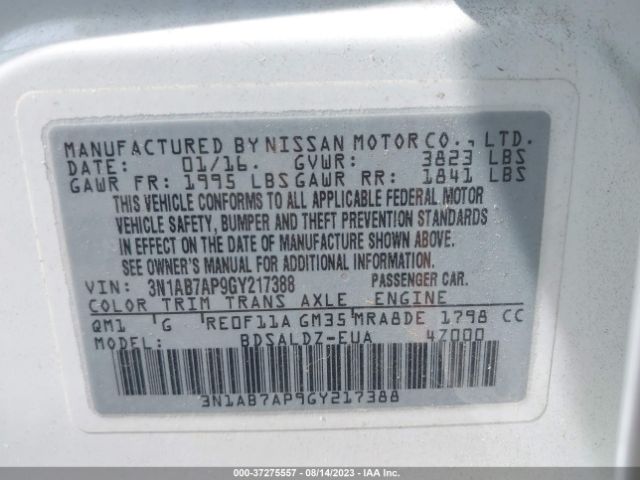 MANUFACTURED BY NISSAN MOTOR CO., LTD.
DATE: 01/16. GVWR: 3823 LBS
GAWR FR: 1995 LBS GAWR RR: 1841 LBS
THIS VEHICLE CONFORMS TO ALL APPLICABLE FEDERAL MOTOR
VEHICLE SAFETY, BUMPER AND THEFT PREVENTION STANDARDS
IN EFFECT ON THE DATE OF MANUFACTURE SHOWN ABOVE.
SEE OWNER'S MANUAL FOR ADDITIONAL INFORMATION.
VIN: 3N1AB7AP9GY217388 PASSENGER CAR.
COLOR TRIM TRANS AXLE ENGINE
QM1 G RE0F11A GM35 MRA8DE 1798 CC
MODEL: BDSALDZ-EUA 4Z000
3N1AB7AP9GY217388
000-37275557 - 08/14/2023 - IAA Inc.